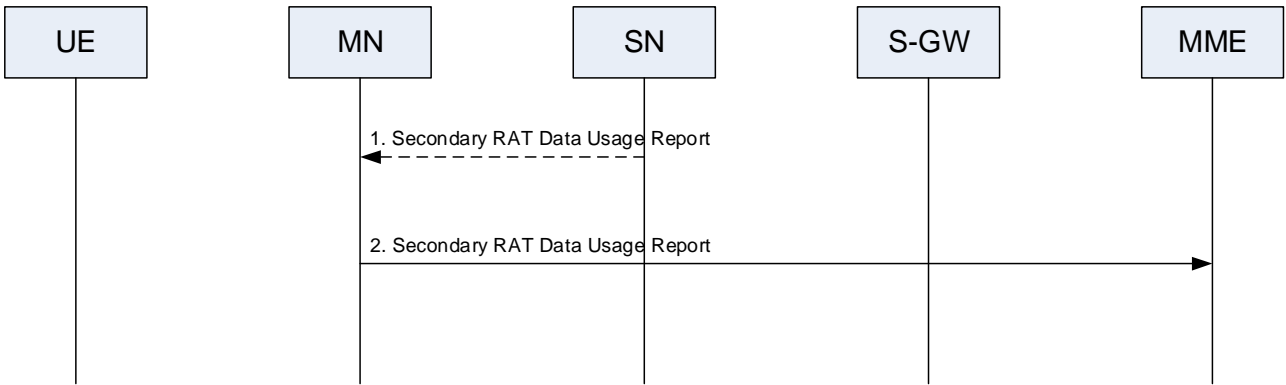 UE
MN
SN
S-GW
MME
1. Secondary RAT Data Usage Report
2. Secondary RAT Data Usage Report